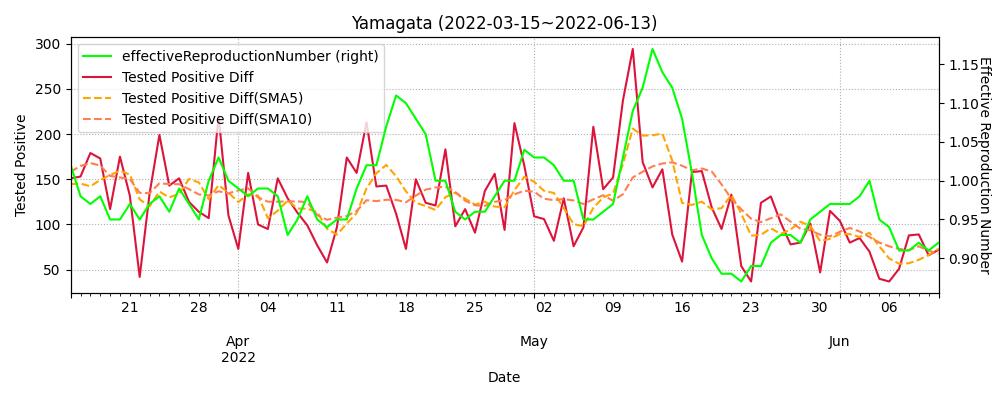 Yamagata (2022-03-15~2022-06-13)
effectiveReproductionNumber (right)
Tested Positive Diff
Tested Positive Diff(SMA5)
Tested Positive Diff(SMA10)
Tested Positive
300
250
200
150
100
50
Effective Reproduction Number
1.15
1.10
1.05
1.00
0.95
0.90
21 28 04 11 18 25 02 09 16 23 30 06
Apr May Jun
2022
Date